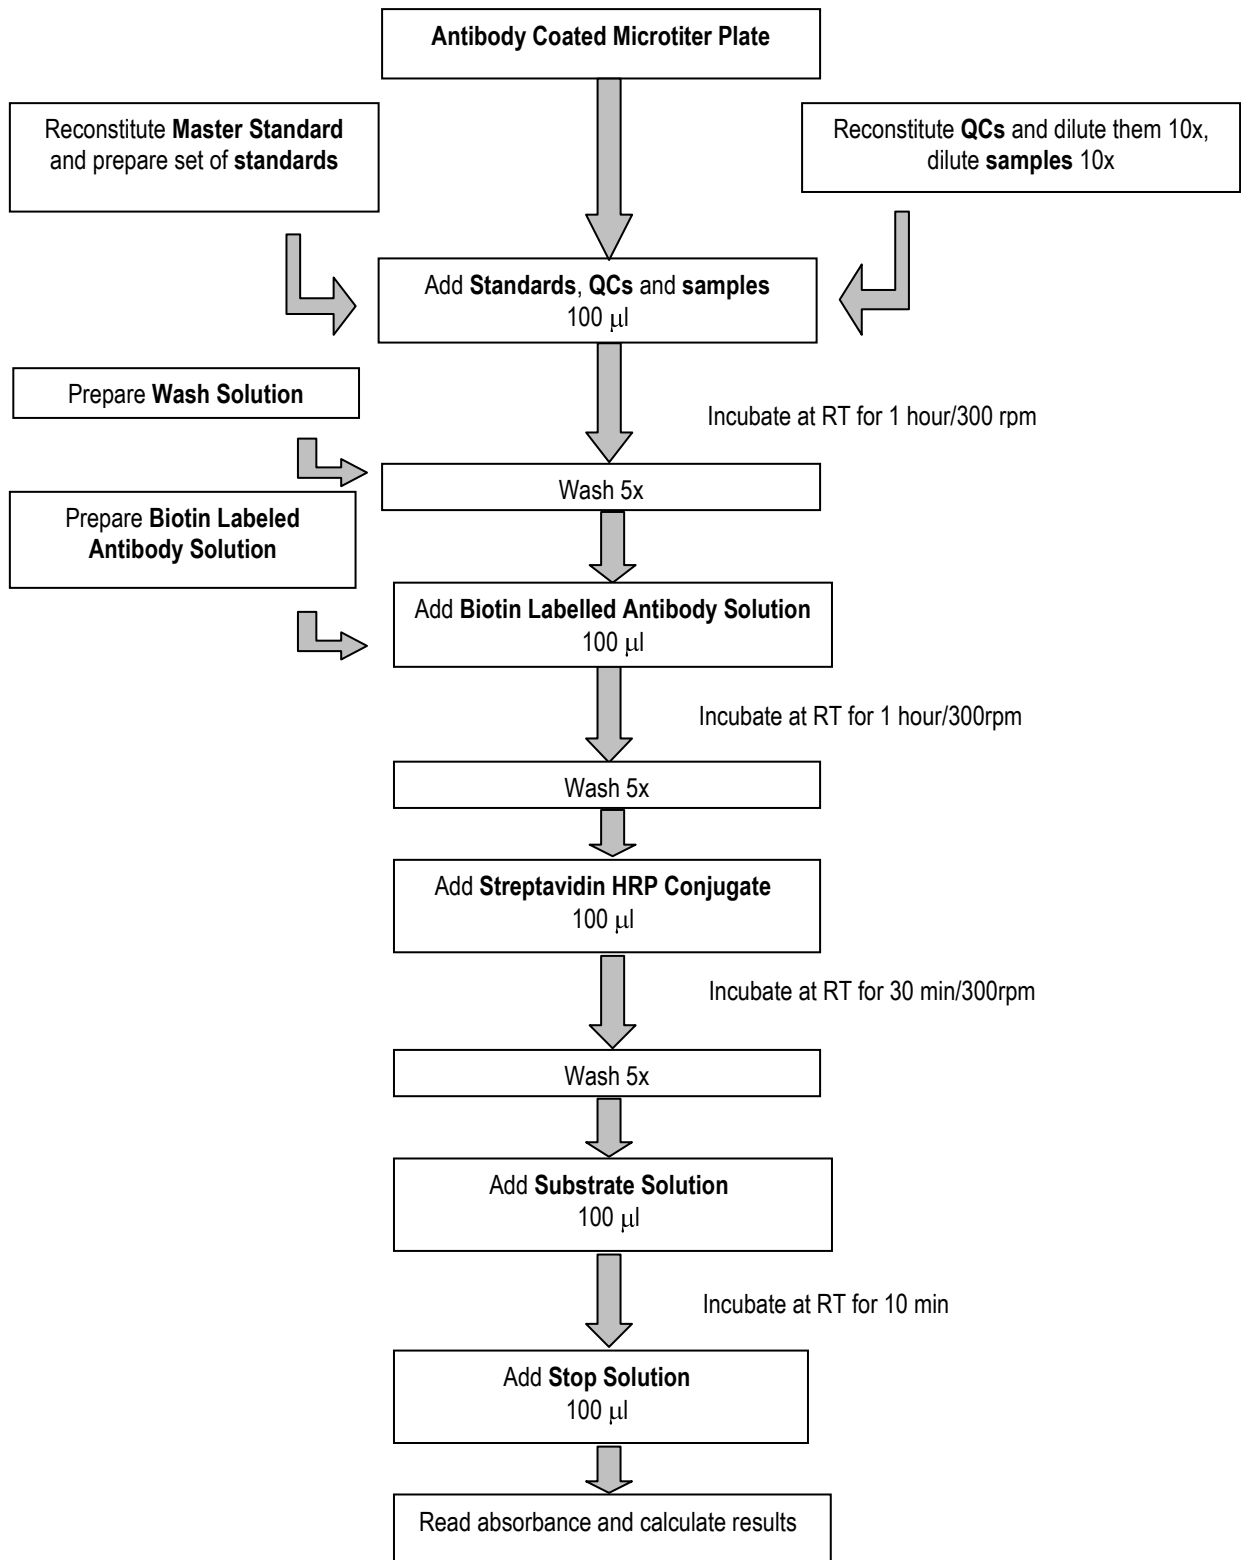 Antibody Coated Microtiter Plate
Reconstitute Master Standard
and prepare set of standards
Reconstitute QCs and dilute them 10x,
dilute samples 10x
Add Standards, QCs and samples
100 µl
Prepare Wash Solution
Incubate at RT for 1 hour/300 rpm
Wash 5x
Prepare Biotin Labeled
Antibody Solution
Add Biotin Labelled Antibody Solution
100 µl
Incubate at RT for 1 hour/300rpm
Wash 5x
Add Streptavidin HRP Conjugate
100 µl
Incubate at RT for 30 min/300rpm
Wash 5x
Add Substrate Solution
100 µl
Incubate at RT for 10 min
Add Stop Solution
100 µl
Read absorbance and calculate results